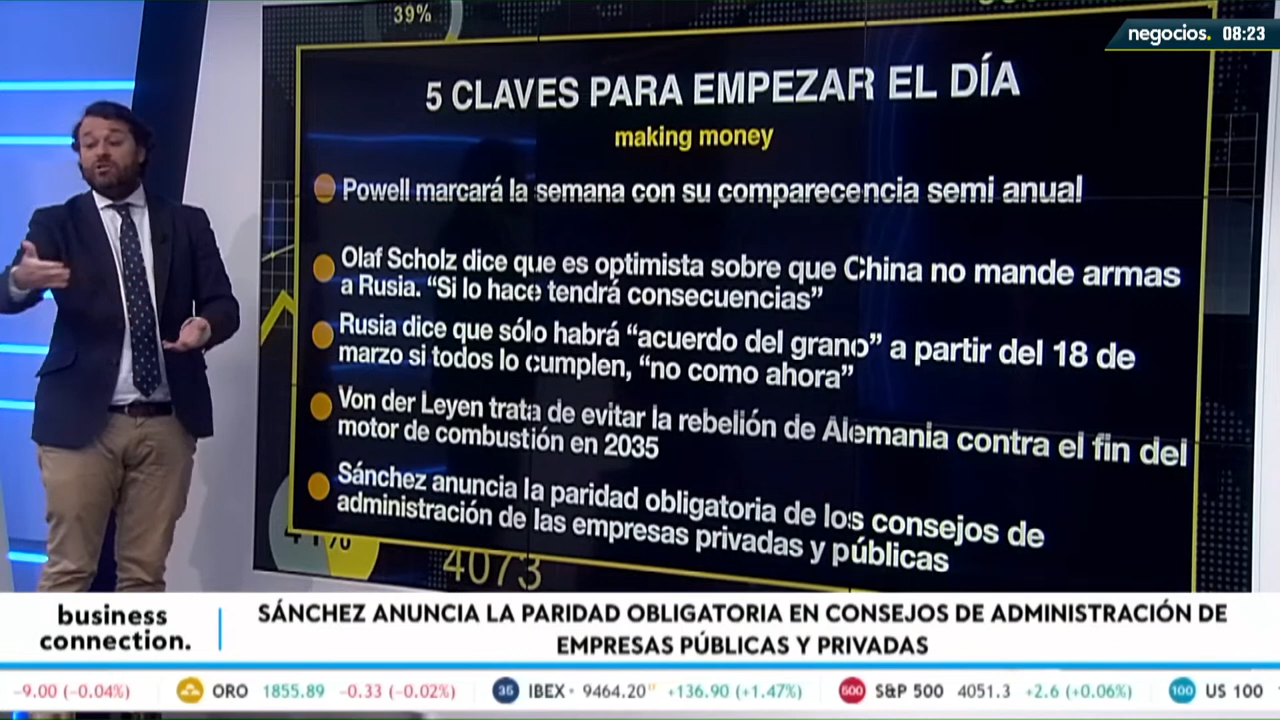 39%
negocios. 08:23
5 CLAVES PARA EMPEZAR EL DÍA
making money
Powell marcará la semana con su comparecencia semi anual
Olaf Scholz dice que es optimista sobre que China no mande armas
a Rusia. “Si lo hace tendrá consecuencias”
Rusia dice que sólo habrá “acuerdo del grano” a partir del 18 de
marzo si todos lo cumplen, “no como ahora”
Von der Leyen trata de evitar la rebelión de Alemania contra el fin del
motor de combustión en 2035
Sánchez anuncia la paridad obligatoria de los consejos de
administración de las empresas privadas y públicas
4073
business
connection.
SÁNCHEZ ANUNCIA LA PARIDAD OBLIGATORIA EN CONSEJOS DE ADMINISTRACIÓN DE
EMPRESAS PÚBLICAS Y PRIVADAS
-9.00 (-0.04%) ORO 1855.89 -0.33 (-0.02%) 35 IBEX 9464.20 +136.90 (+1.47%) 500 S&P 500 4051.3 +2.6 (+0.06%) 100 US 100